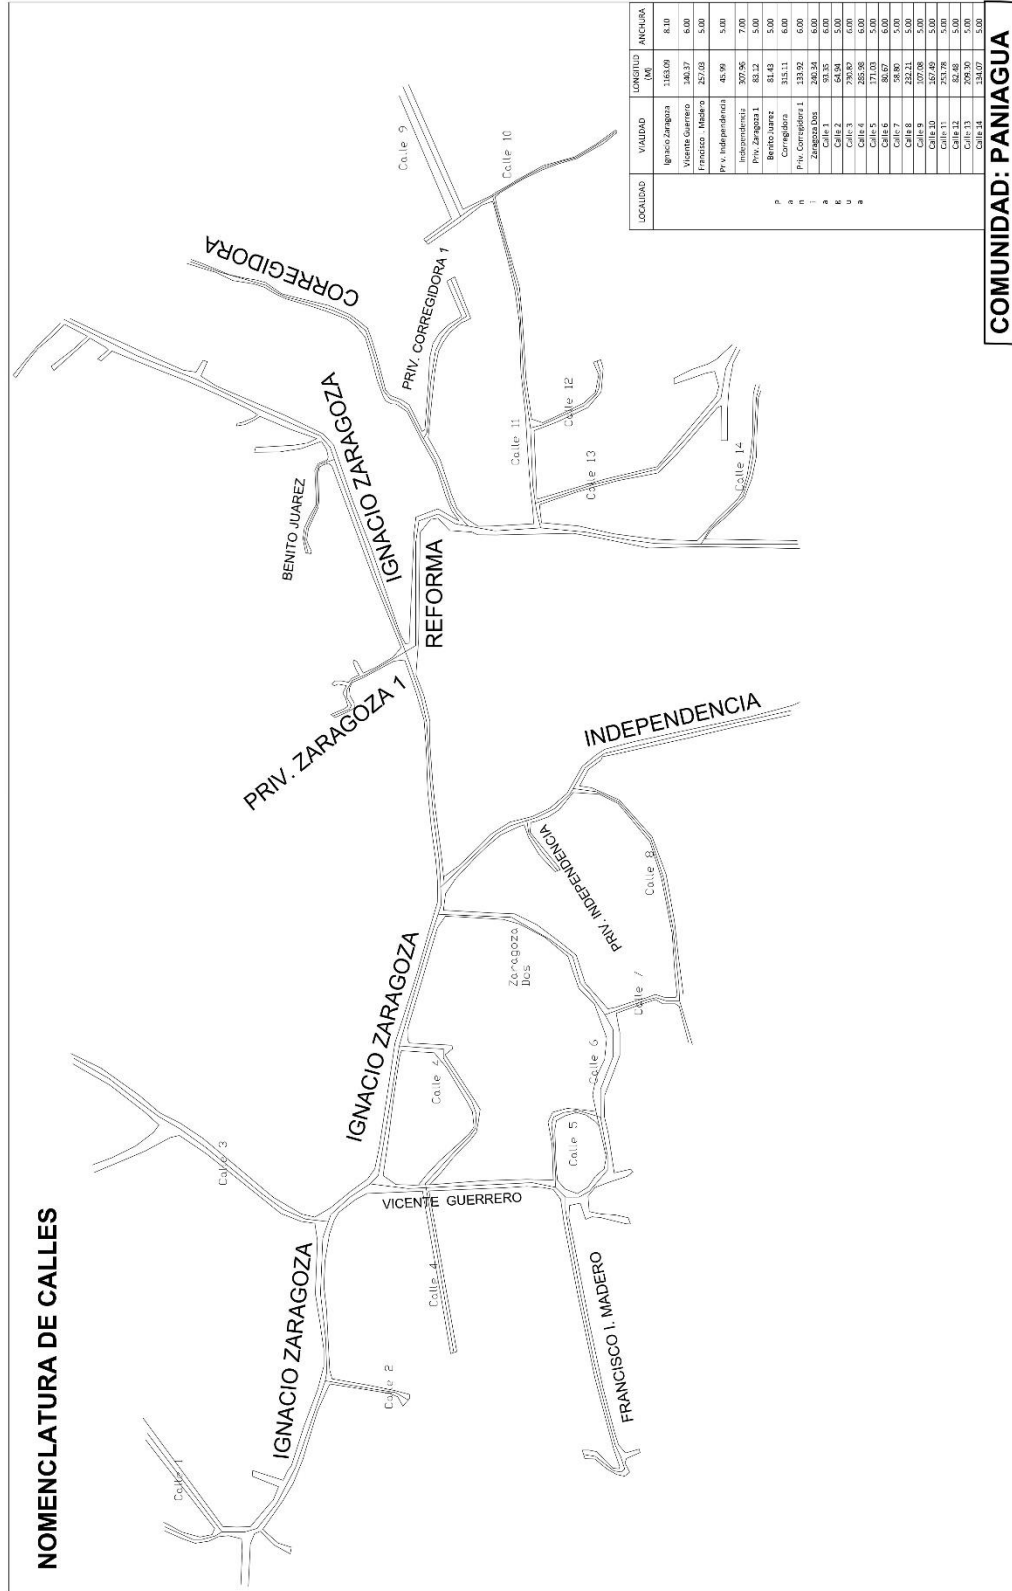 NOMENCLATURA DE CALLES
Calle 1
IGNACIO ZARAGOZA
Calle 2
Calle 3
Calle 4
VICENTE GUERRERO
FRANCISCO I. MADERO
IGNACIO ZARAGOZA
Calle 4
Calle 5
Calle 6
Zaragoza
Dos
Calle 7
Calle 8
PRIV. INDEPENDENCIA
INDEPENDENCIA
PRIV. ZARAGOZA 1
REFORMA
IGNACIO ZARAGOZA
BENITO JUAREZ
CORREGIDORA
PRIV. CORREGIDORA 1
Calle 9
Calle 10
Calle 11
Calle 12
Calle 13
Calle 14
LOCALIDAD VIALIDAD LONGITUD (M) ANCHURA
Paniagua
Ignacio Zaragoza 1163.09 8.10
Vicente Guerrero 140.37 6.00
Francisco I. Madero 257.03 5.00
Priv. Independencia 45.99 5.00
Independencia 307.96 7.00
Priv. Zaragoza 1 83.12 5.00
Benito Juarez 81.43 5.00
Corregidora 315.11 6.00
Priv. Corregidora 1 133.92 6.00
Zaragoza Dos 240.34 6.00
Calle 1 93.35 6.00
Calle 2 64.94 5.00
Calle 3 230.82 6.00
Calle 4 285.98 6.00
Calle 5 171.03 5.00
Calle 6 80.67 6.00
Calle 7 58.80 5.00
Calle 8 232.21 5.00
Calle 9 107.08 5.00
Calle 10 167.49 5.00
Calle 11 253.78 5.00
Calle 12 82.48 5.00
Calle 13 209.30 5.00
Calle 14 134.07 5.00
COMUNIDAD: PANIAGUA